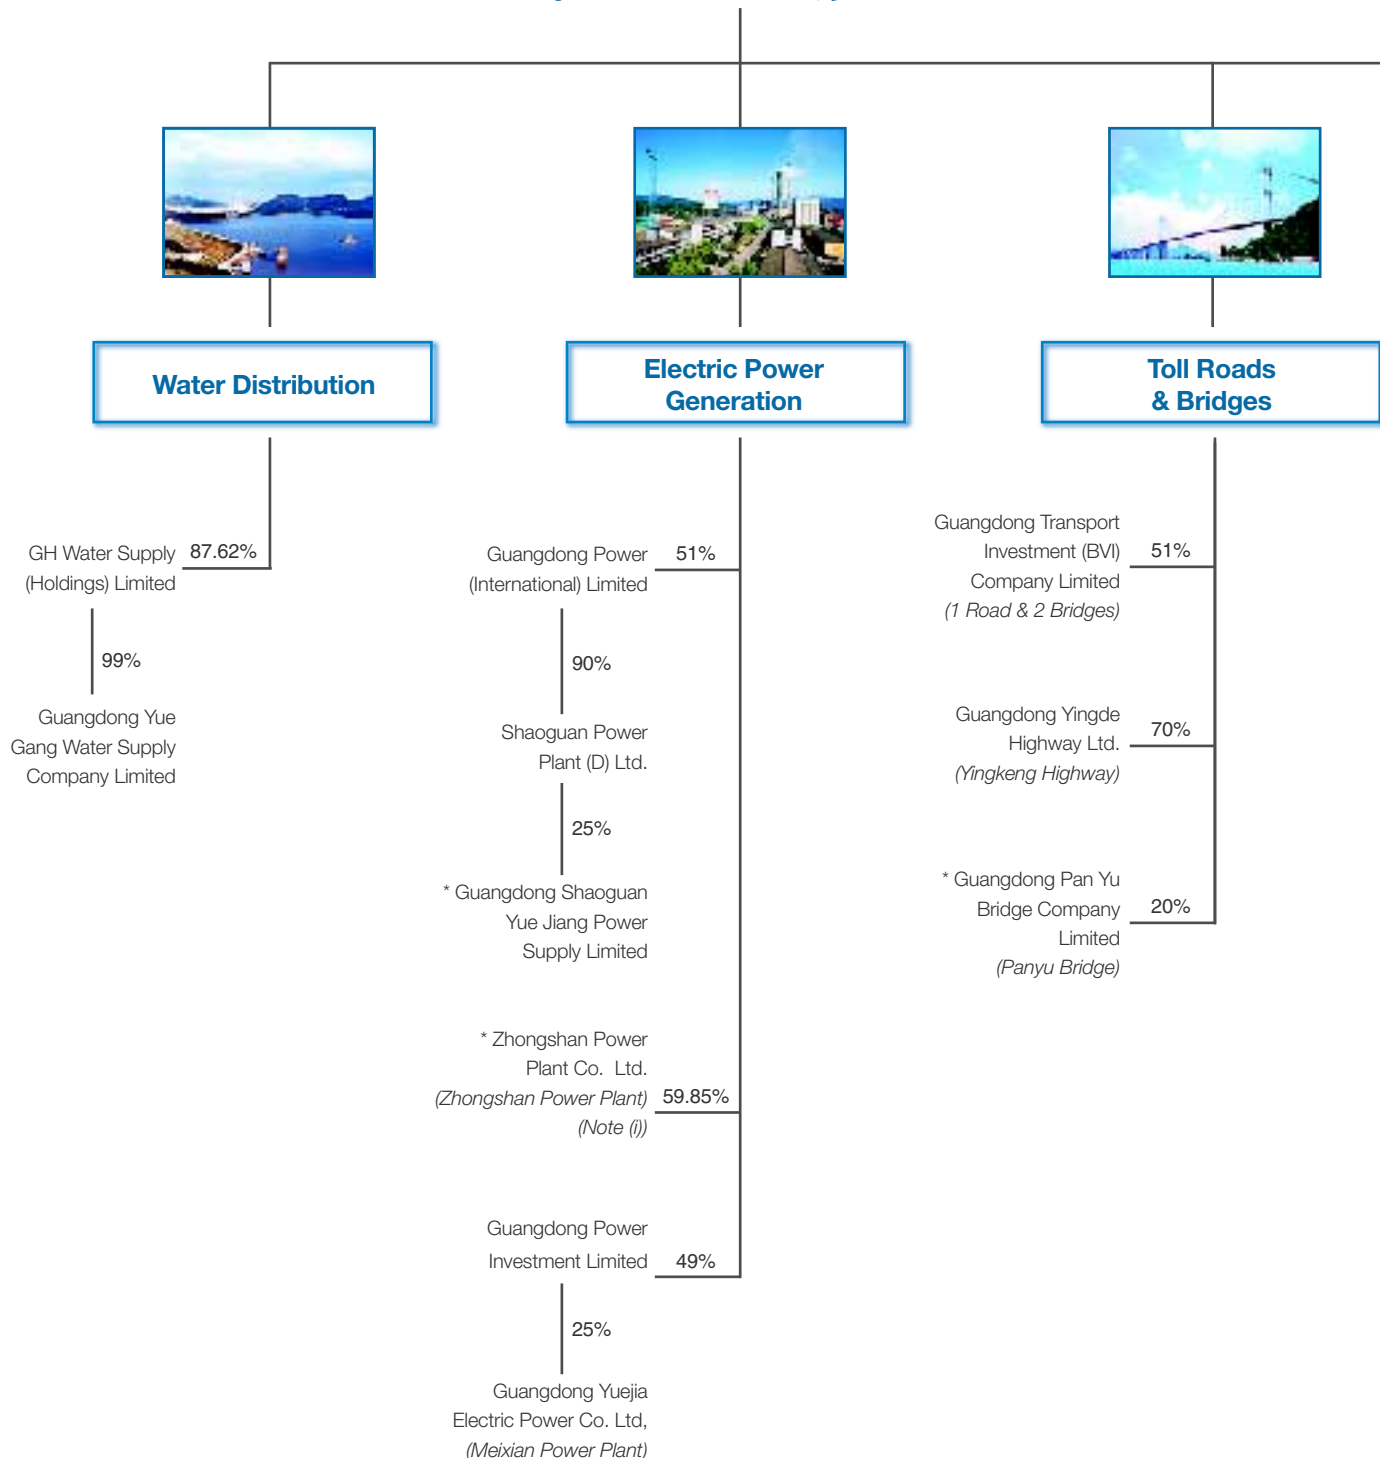 Water Distribution
GH Water Supply
(Holdings) Limited
87.62%
99%
Guangdong Yue
Gang Water Supply
Company Limited
Electric Power
Generation
Guangdong Power
(International) Limited
51%
90%
Shaoguan Power
Plant (D) Ltd.
25%
* Guangdong Shaoguan
Yue Jiang Power
Supply Limited
* Zhongshan Power
Plant Co. Ltd.
(Zhongshan Power Plant)
(Note (i))
59.85%
Guangdong Power
Investment Limited
49%
25%
Guangdong Yuejia
Electric Power Co. Ltd,
(Meixian Power Plant)
Toll Roads
& Bridges
Guangdong Transport
Investment (BVI)
Company Limited
(1 Road & 2 Bridges)
51%
Guangdong Yingde
Highway Ltd.
(Yingkeng Highway)
70%
* Guangdong Pan Yu
Bridge Company
Limited
(Panyu Bridge)
20%